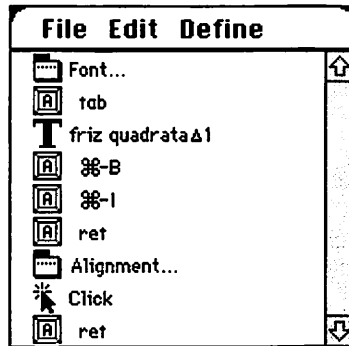 File Edit Define
Font...
A tab
T friz quadrata∆1
A ⌘-B
A ⌘-I
A ret
Alignment...
Click
A ret